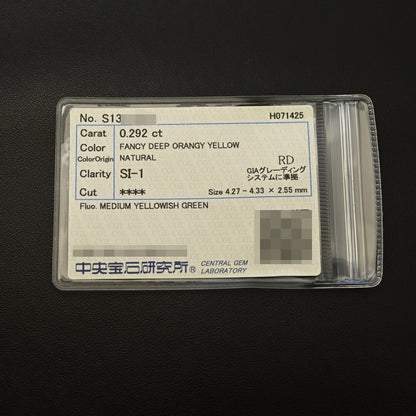 No. S13
H071425
Carat 0.292 ct
Color FANCY DEEP ORANGY YELLOW
ColorOrigin NATURAL
RD
Clarity SI-1
GIAグレーディング
システムに準拠
Cut ****
Size 4.27 - 4.33 × 2.55 mm
Fluo. MEDIUM YELLOWISH GREEN
中央宝石研究所® CENTRAL GEM
LABORATORY